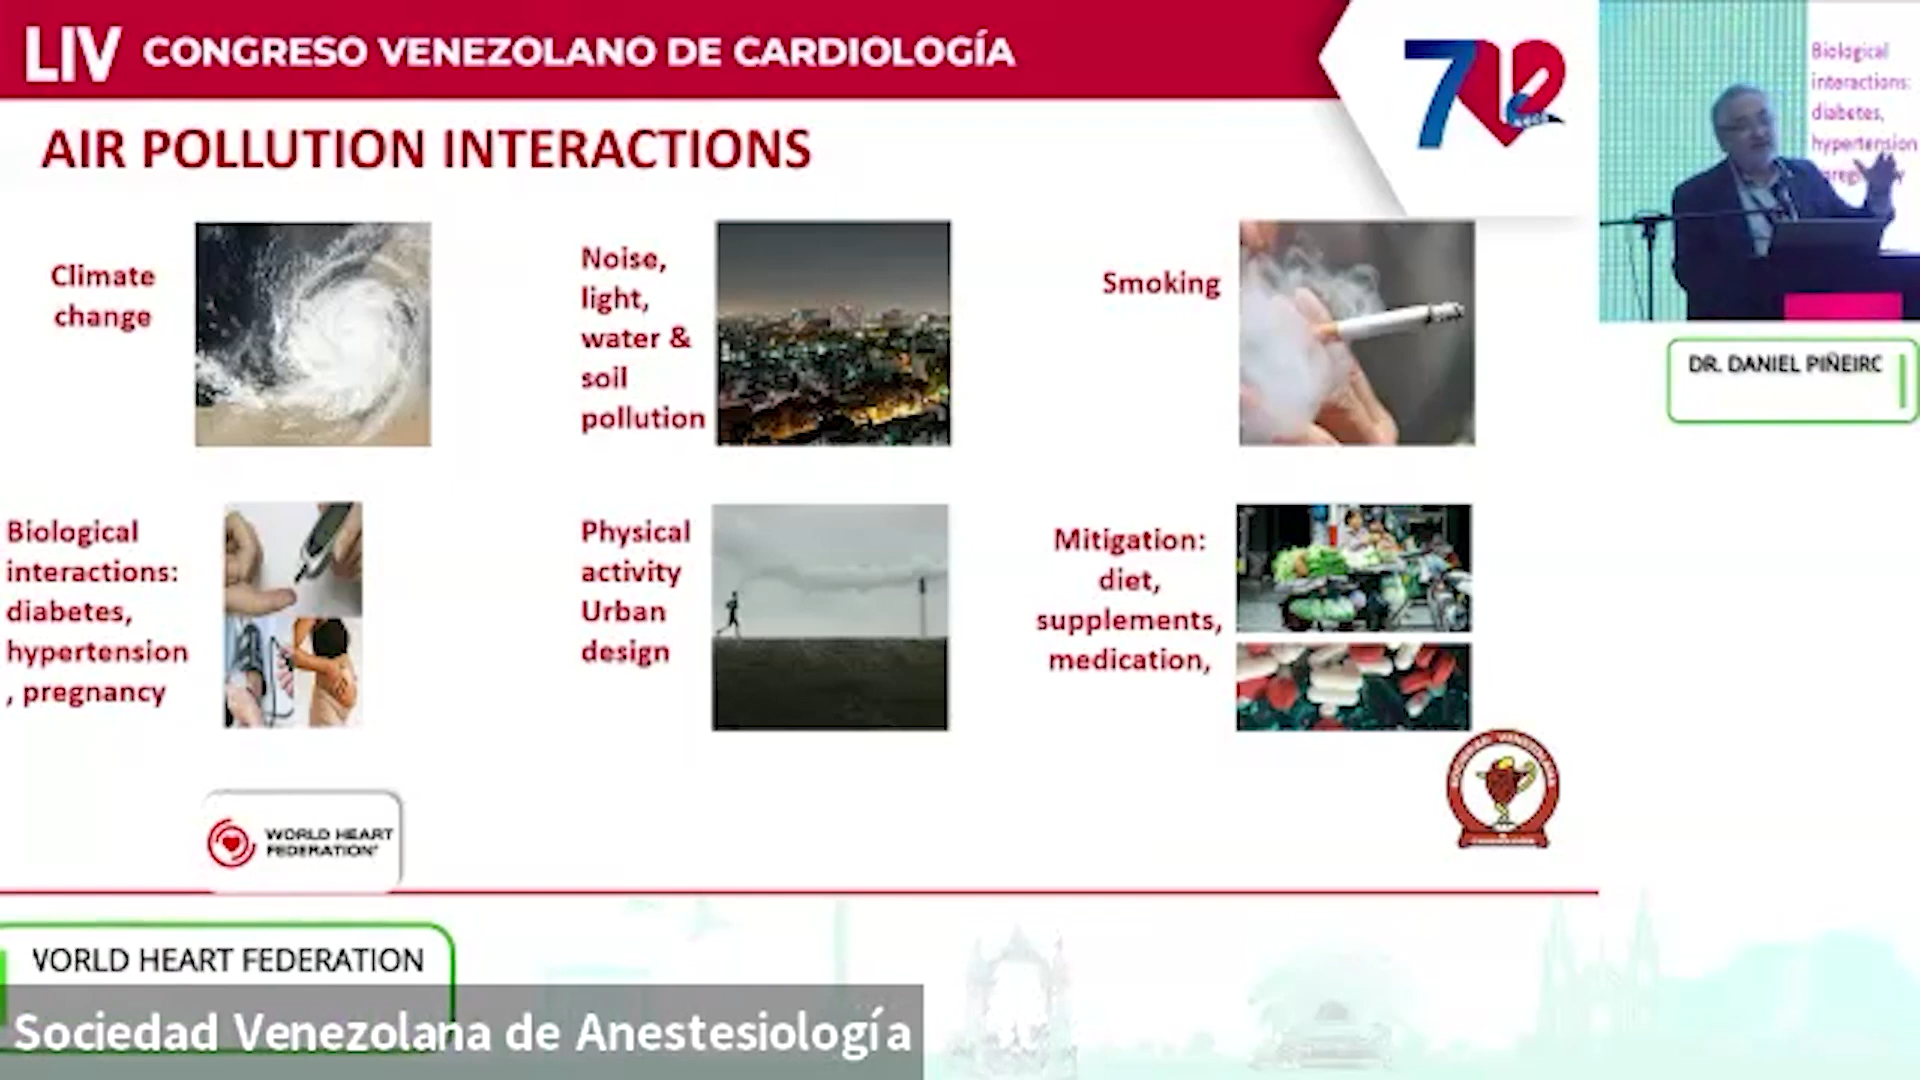 LIV CONGRESO VENEZOLANO DE CARDIOLOGÍA
7
AIR POLLUTION INTERACTIONS
Climate
change
Noise,
light,
water &
soil
pollution
Smoking
Biological
interactions:
diabetes,
hypertension
, pregnancy
Physical
activity
Urban
design
Mitigation:
diet,
supplements,
medication,
Biological
interactions:
diabetes,
hypertension
DR. DANIEL PIÑEIRC
WORLD HEART
FEDERATION
VORLD HEART FEDERATION
Sociedad Venezolana de Anestesiología